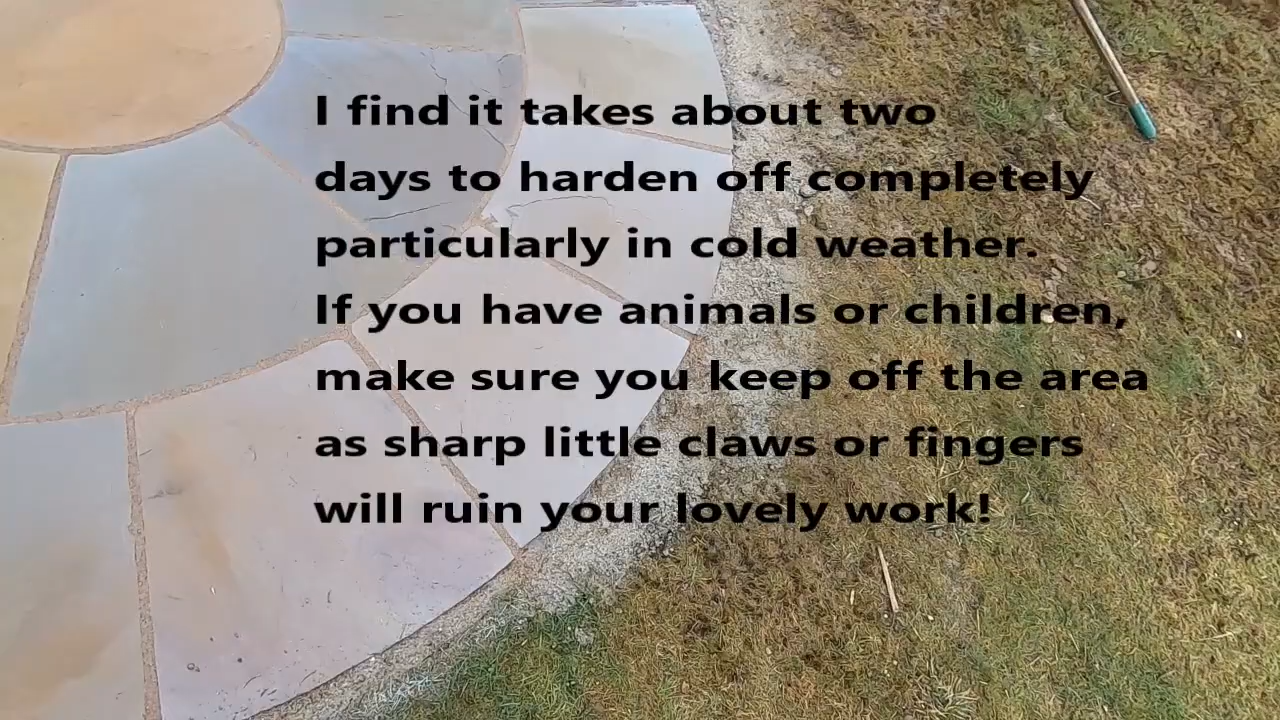 I find it takes about two
days to harden off completely
particularly in cold weather.
If you have animals or children,
make sure you keep off the area
as sharp little claws or fingers
will ruin your lovely work!